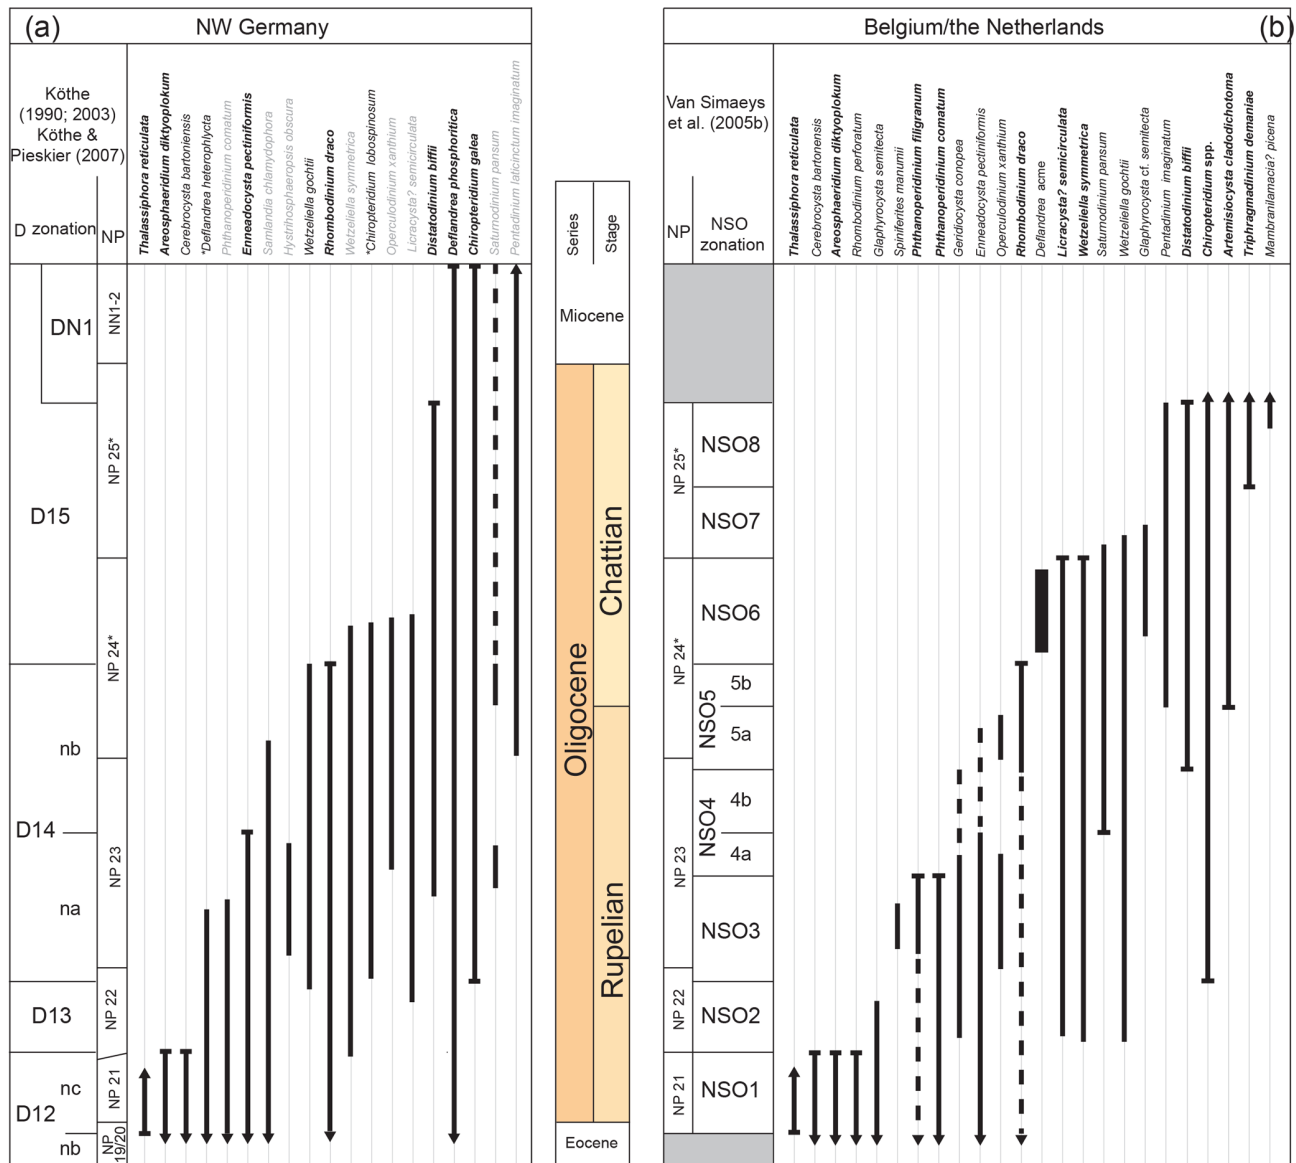 (a)
NW Germany
Köthe
(1990; 2003)
Köthe &
Pieskier (2007)
D zonation
NP
Thalassiphora reticulata
Areosphaeridium diktyoplokum
Cerebrocysta bartoniensis
*Deflandrea heterophlycta
Phthanoperidinium comatum
Enneadocysta pectiniformis
Samlandia chlamydophora
Hystrichosphaeropsis obscura
Wetzeliella gochtii
Rhombodinium draco
Wetzeliella symmetrica
*Chiropteridium lobospinosum
Operculodinium xanthium
Licracysta? semicirculata
Distatodinium biffii
Deflandrea phosphoritica
Chiropteridium galea
Saturnodinium pansum
Pentadinium laticinctum imaginatum
DN1
D15
nb
D14
na
D13
nc
D12
nb
NN1-2
NP 25*
NP 24*
NP 23
NP 22
NP 21
NP
19/20
Series
Stage
Miocene
Oligocene
Chattian
Rupelian
Eocene
Belgium/the Netherlands
(b)
Van Simaeys
et al. (2005b)
NP
NSO
zonation
Thalassiphora reticulata
Cerebrocysta bartonensis
Areosphaeridium diktyoplokum
Rhombodinium perforatum
Glaphyrocysta semitecta
Spiniferites manumii
Phthanoperidinium filigranum
Phthanoperidinium comatum
Geridiocysta conopea
Enneadocysta pectiniformis
Operculodinium xanthium
Rhombodinium draco
Deflandrea acme
Licracysta? semicirculata
Wetzeliella symmetrica
Saturnodinium pansum
Wetzeliella gochtii
Glaphyrocysta cf. semitecta
Pentadinium imaginatum
Distatodinium biffii
Chiropteridium spp.
Artemisiocysta cladodichotoma
Triphragmadinium demaniae
Mambranilarnacia? picena
NP 25*
NP 24*
NP 23
NP 22
NP 21
NSO8
NSO7
NSO6
NSO5
5b
5a
NSO4
4b
4a
NSO3
NSO2
NSO1